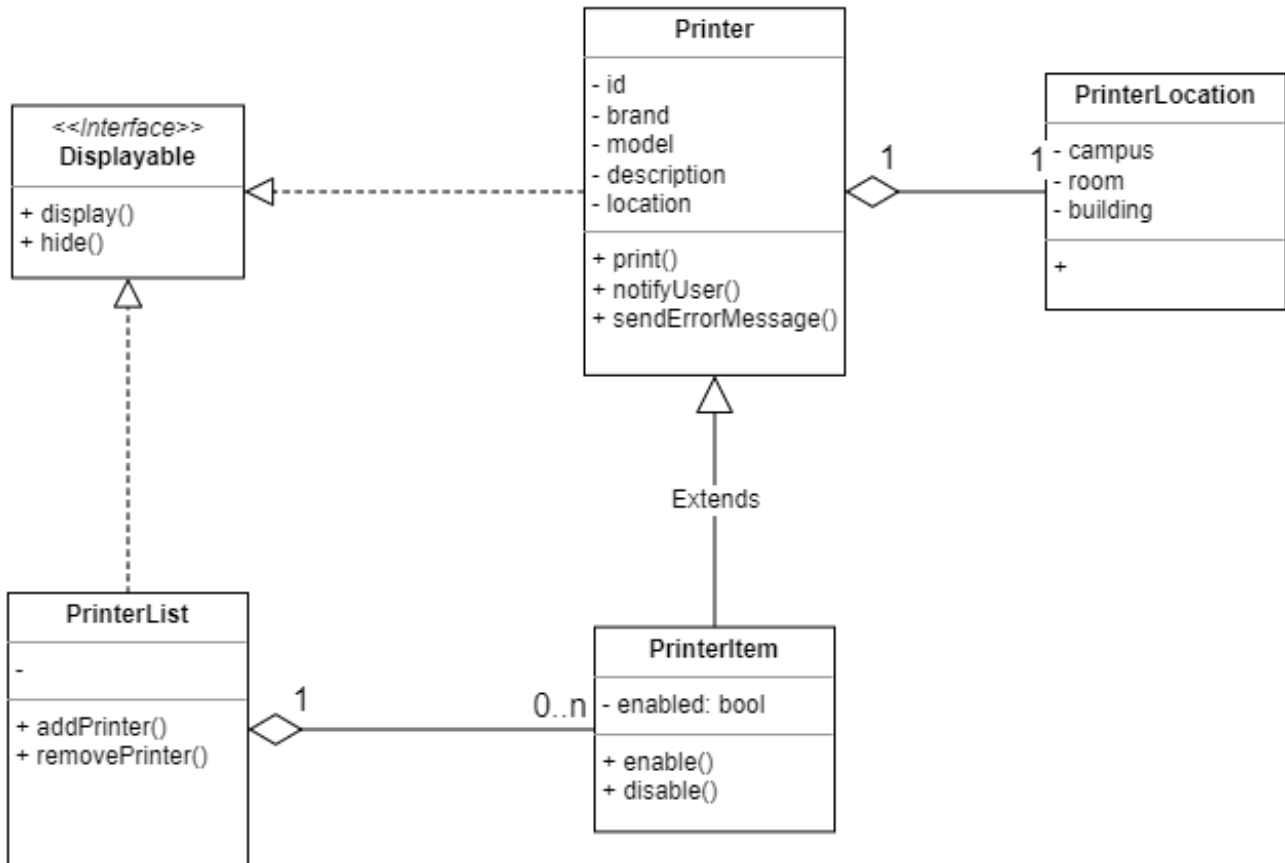 Printer
- id
- brand
- model
- description
- location
+ print()
+ notifyUser()
+ sendErrorMessage()
PrinterLocation
- campus
- room
- building
+
1
1
<<Interface>>
Displayable
+ display()
+ hide()
Extends
PrinterList
-
+ addPrinter()
+ removePrinter()
1
0..n
PrinterItem
- enabled: bool
+ enable()
+ disable()